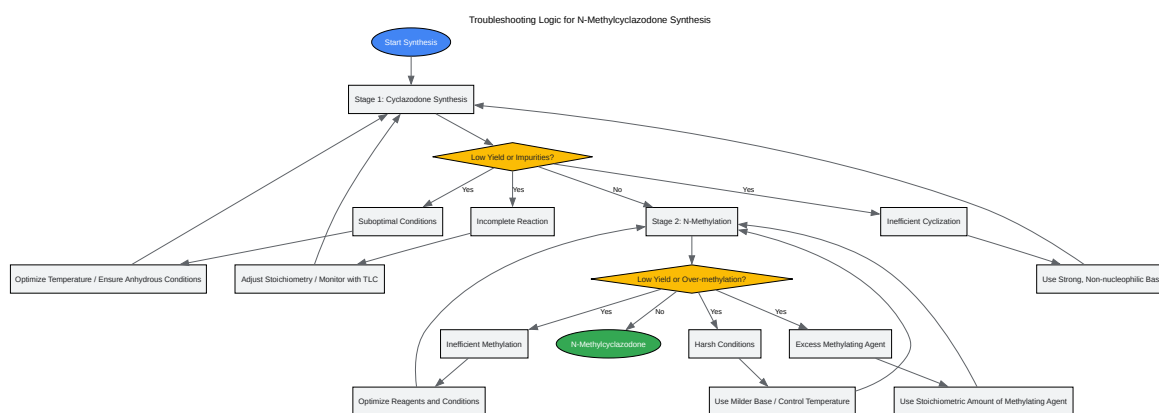 Troubleshooting Logic for N-Methylcyclazodone Synthesis
Start Synthesis
Stage 1: Cyclazodone Synthesis
Low Yield or Impurities?
Yes
Yes
No
Yes
Suboptimal Conditions
Incomplete Reaction
Stage 2: N-Methylation
Inefficient Cyclization
Optimize Temperature / Ensure Anhydrous Conditions
Adjust Stoichiometry / Monitor with TLC
Low Yield or Over-methylation?
Use Strong, Non-nucleophilic Bas
Yes
No
Yes
Yes
Inefficient Methylation
N-Methylcyclazodone
Harsh Conditions
Excess Methylating Agent
Optimize Reagents and Conditions
Use Milder Base / Control Temperature
Use Stoichiometric Amount of Methylating Agent